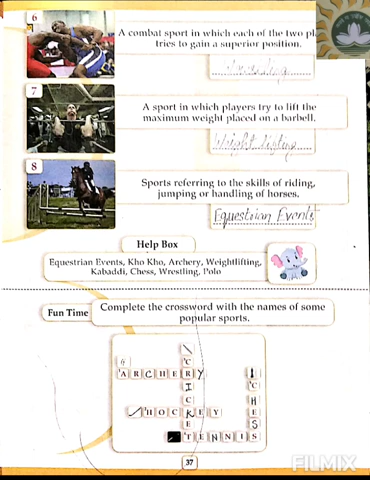 6
A combat sport in which each of the two pl
tries to gain a superior position.
Wrestling
7
A sport in which players try to lift the
maximum weight placed on a barbell.
Weight lifting
8
Sports referring to the skills of riding,
jumping or handling of horses.
Equestrian Events
Help Box
Equestrian Events, Kho Kho, Archery, Weightlifting,
Kabaddi, Chess, Wrestling, Polo
Fun Time
Complete the crossword with the names of some
popular sports.
ARCHERY
CRICKET
CHESS
HOCKEY
TENNIS
37
FILMIX